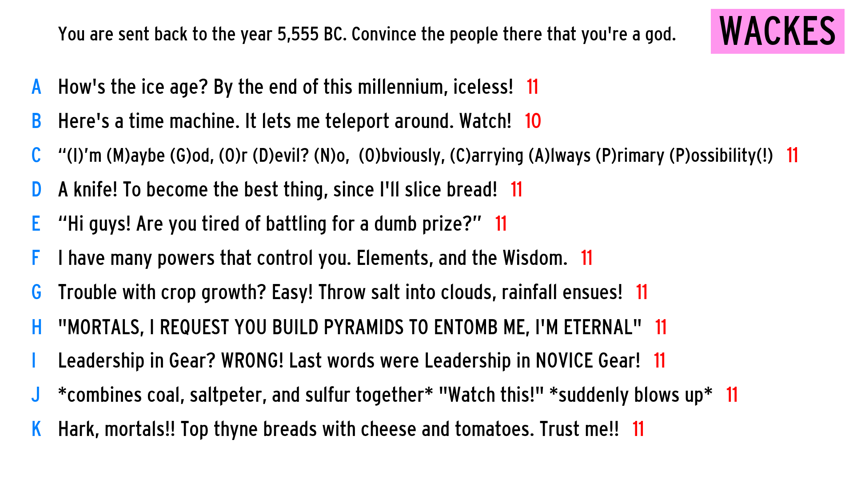 You are sent back to the year 5,555 BC. Convince the people there that you're a god.
WACKES
A How's the ice age? By the end of this millennium, iceless! 11
B Here's a time machine. It lets me teleport around. Watch! 10
C “(I)’m (M)aybe (G)od, (O)r (D)evil? (N)o, (O)bviously, (C)arrying (A)lways (P)rimary (P)ossibility(!) 11
D A knife! To become the best thing, since I'll slice bread! 11
E “Hi guys! Are you tired of battling for a dumb prize?” 11
F I have many powers that control you. Elements, and the Wisdom. 11
G Trouble with crop growth? Easy! Throw salt into clouds, rainfall ensues! 11
H "MORTALS, I REQUEST YOU BUILD PYRAMIDS TO ENTOMB ME, I'M ETERNAL" 11
I Leadership in Gear? WRONG! Last words were Leadership in NOVICE Gear! 11
J *combines coal, saltpeter, and sulfur together* "Watch this!" *suddenly blows up* 11
K Hark, mortals!! Top thyne breads with cheese and tomatoes. Trust me!! 11